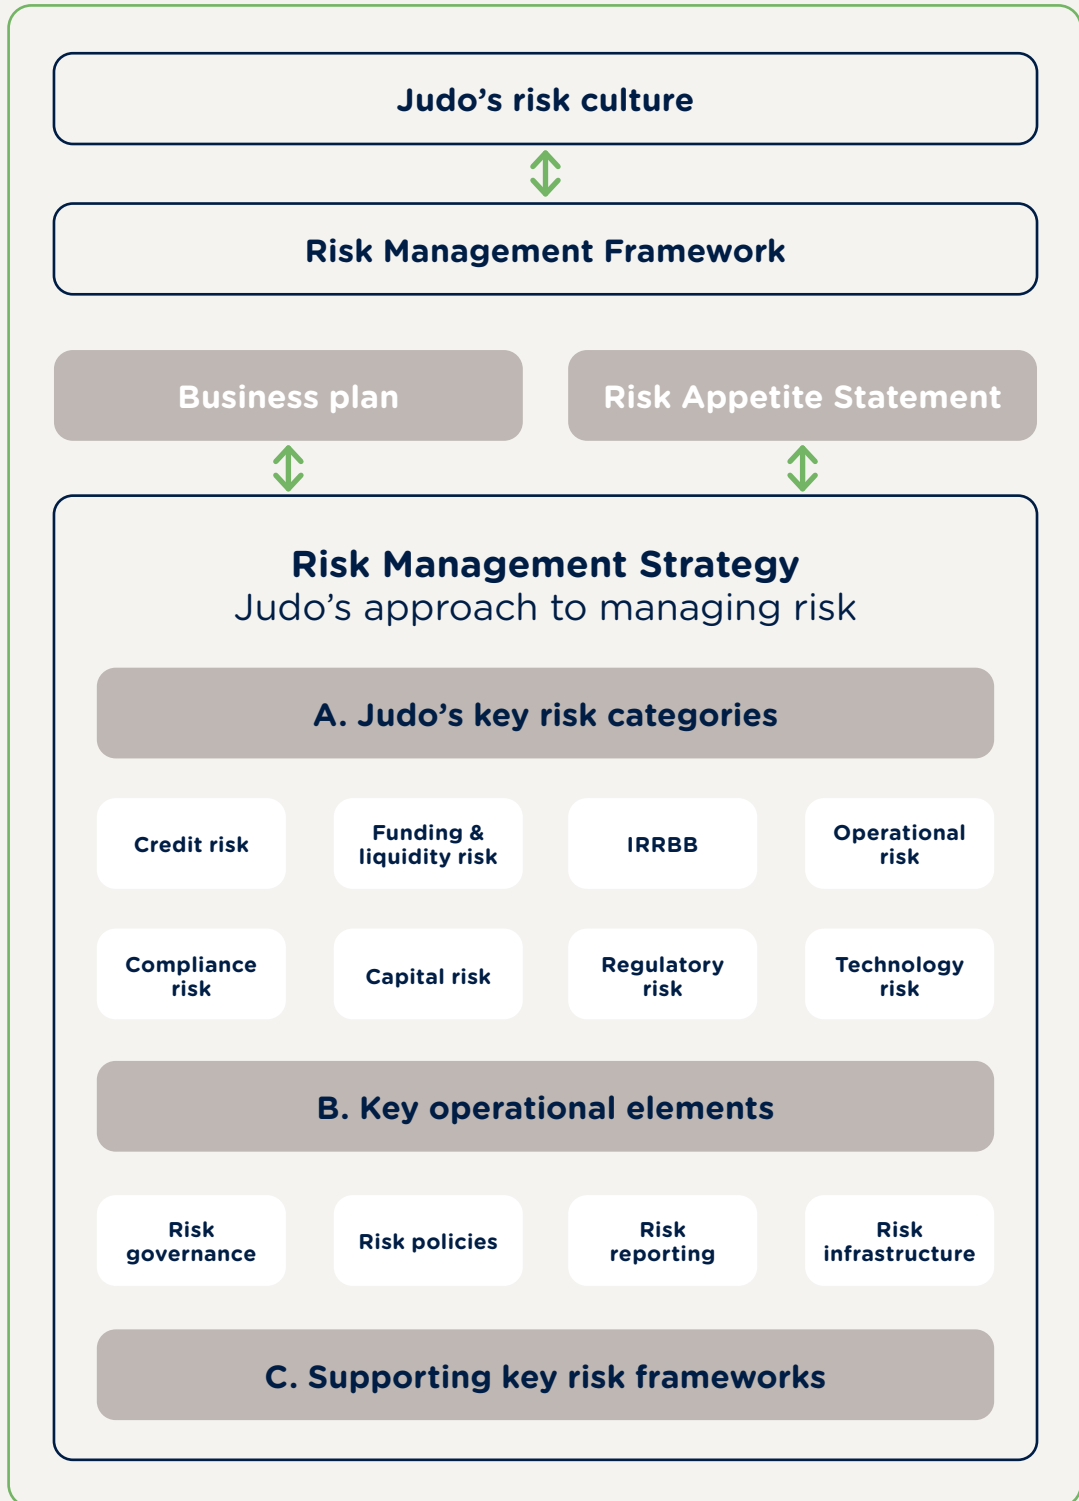 Judo’s risk culture
Risk Management Framework
Business plan
Risk Appetite Statement
Risk Management Strategy
Judo’s approach to managing risk
A. Judo’s key risk categories
Credit risk
Funding &
liquidity risk
IRRBB
Operational
risk
Compliance
risk
Capital risk
Regulatory
risk
Technology
risk
B. Key operational elements
Risk
governance
Risk policies
Risk
reporting
Risk
infrastructure
C. Supporting key risk frameworks